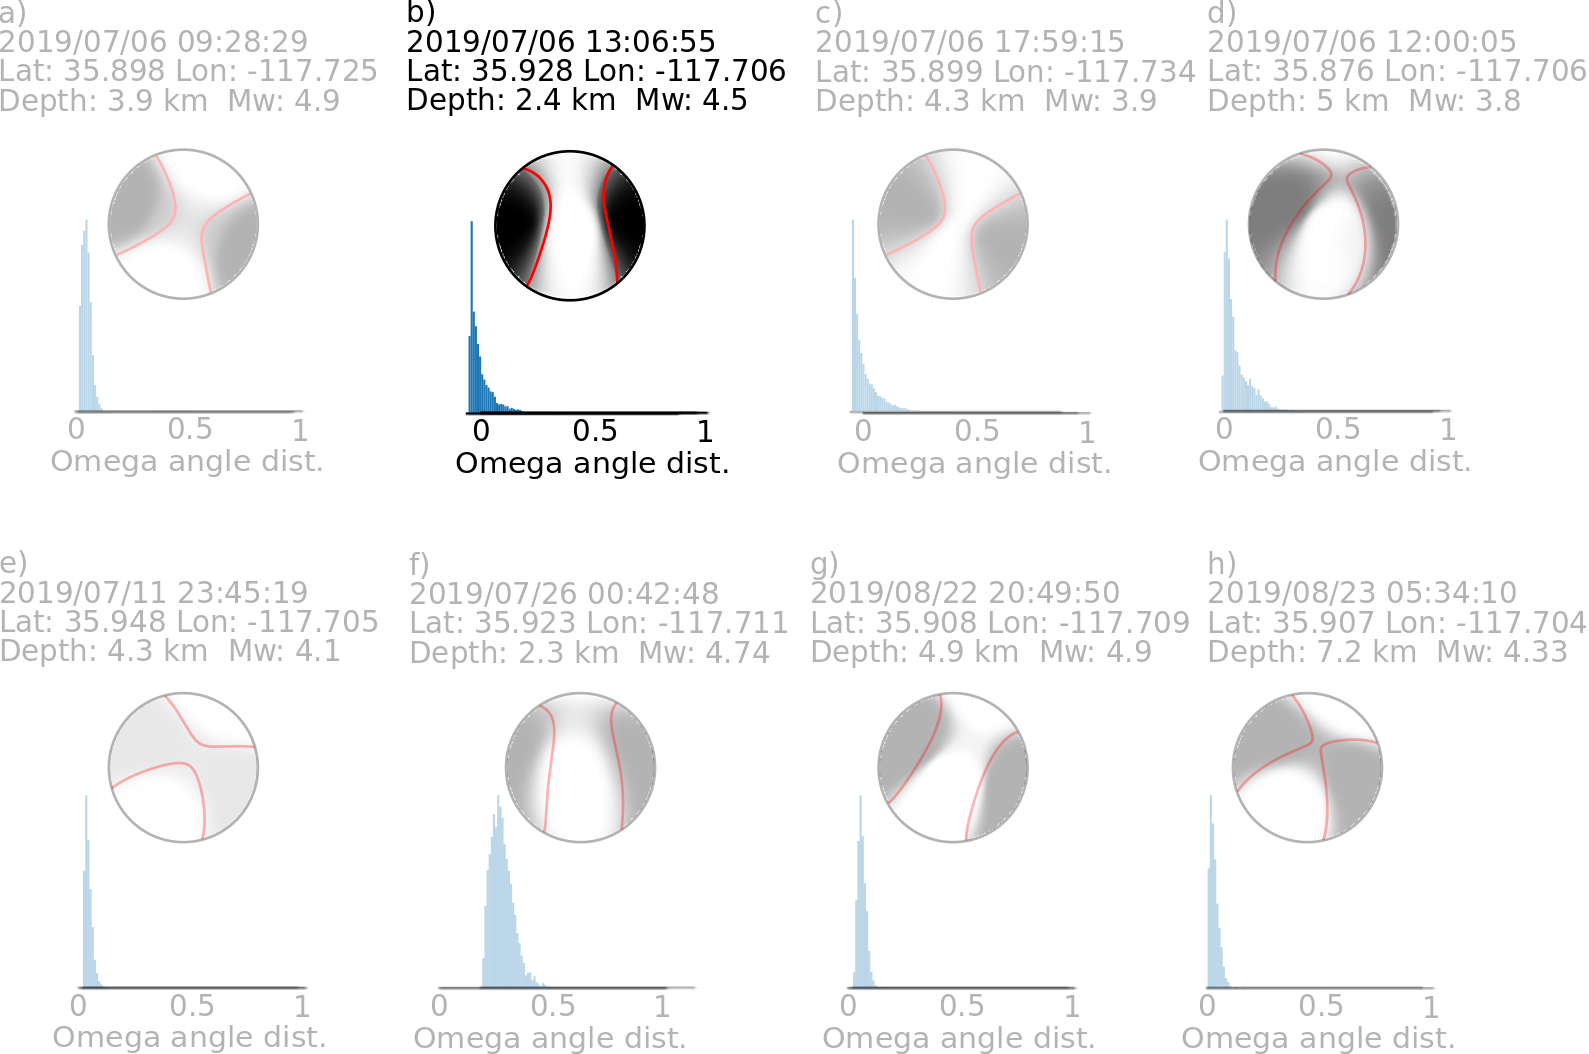 a)
2019/07/06 09:28:29
Lat: 35.898 Lon: -117.725
Depth: 3.9 km Mw: 4.9
0 0.5 1
Omega angle dist.
b)
2019/07/06 13:06:55
Lat: 35.928 Lon: -117.706
Depth: 2.4 km Mw: 4.5
0 0.5 1
Omega angle dist.
c)
2019/07/06 17:59:15
Lat: 35.899 Lon: -117.734
Depth: 4.3 km Mw: 3.9
0 0.5 1
Omega angle dist.
d)
2019/07/06 12:00:05
Lat: 35.876 Lon: -117.706
Depth: 5 km Mw: 3.8
0 0.5 1
Omega angle dist.
e)
2019/07/11 23:45:19
Lat: 35.948 Lon: -117.705
Depth: 4.3 km Mw: 4.1
0 0.5 1
Omega angle dist.
f)
2019/07/26 00:42:48
Lat: 35.923 Lon: -117.711
Depth: 2.3 km Mw: 4.74
0 0.5 1
Omega angle dist.
g)
2019/08/22 20:49:50
Lat: 35.908 Lon: -117.709
Depth: 4.9 km Mw: 4.9
0 0.5 1
Omega angle dist.
h)
2019/08/23 05:34:10
Lat: 35.907 Lon: -117.704
Depth: 7.2 km Mw: 4.33
0 0.5 1
Omega angle dist.